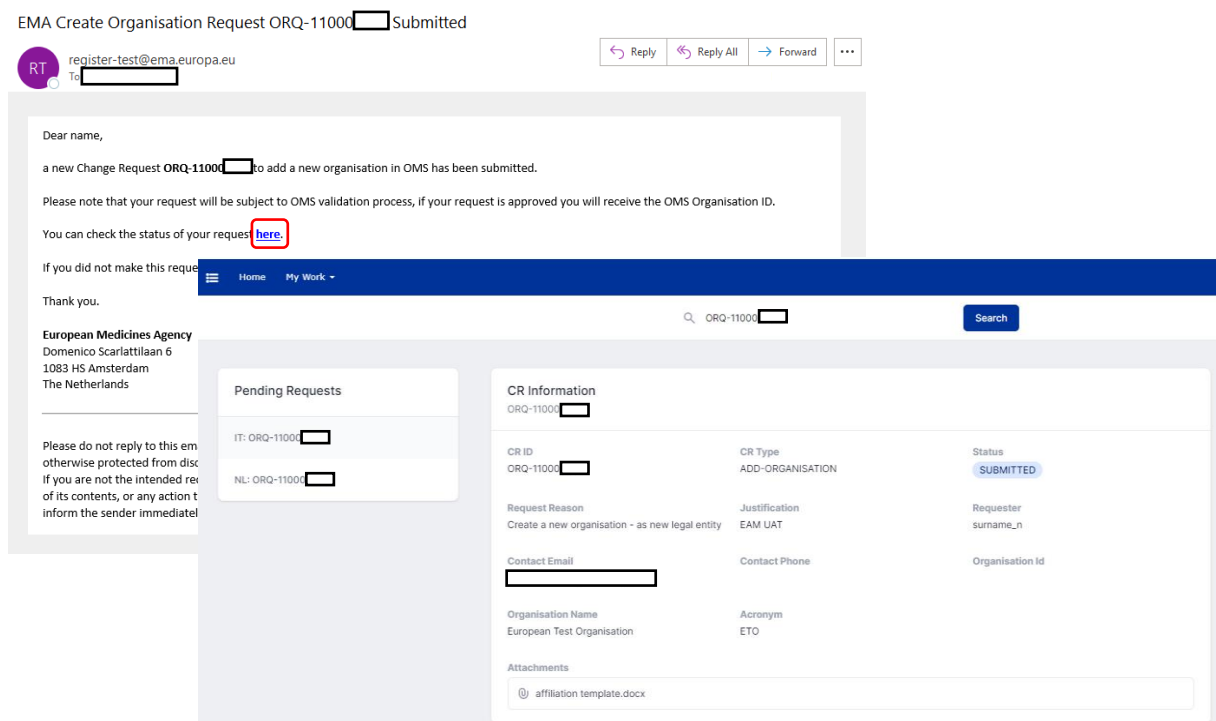 EMA Create Organisation Request ORQ-11000 Submitted
RT
register-test@ema.europa.eu
To
Reply
Reply All
Forward
Dear name,
a new Change Request ORQ-11000 to add a new organisation in OMS has been submitted.
Please note that your request will be subject to OMS validation process, if your request is approved you will receive the OMS Organisation ID.
You can check the status of your request here.
If you did not make this reque
Thank you.
European Medicines Agency
Domenico Scarlattilaan 6
1083 HS Amsterdam
The Netherlands
Please do not reply to this em
otherwise protected from disc
If you are not the intended re
of its contents, or any action t
inform the sender immediatel
Home
My Work
ORQ-11000
Search
Pending Requests
IT: ORQ-11000
NL: ORQ-11000
CR Information
ORQ-11000
CR ID
CR Type
Status
ORQ-11000
ADD-ORGANISATION
SUBMITTED
Request Reason
Justification
Requester
Create a new organisation - as new legal entity
EAM UAT
surname_n
Contact Email
Contact Phone
Organisation Id
Organisation Name
Acronym
European Test Organisation
ETO
Attachments
affiliation template.docx